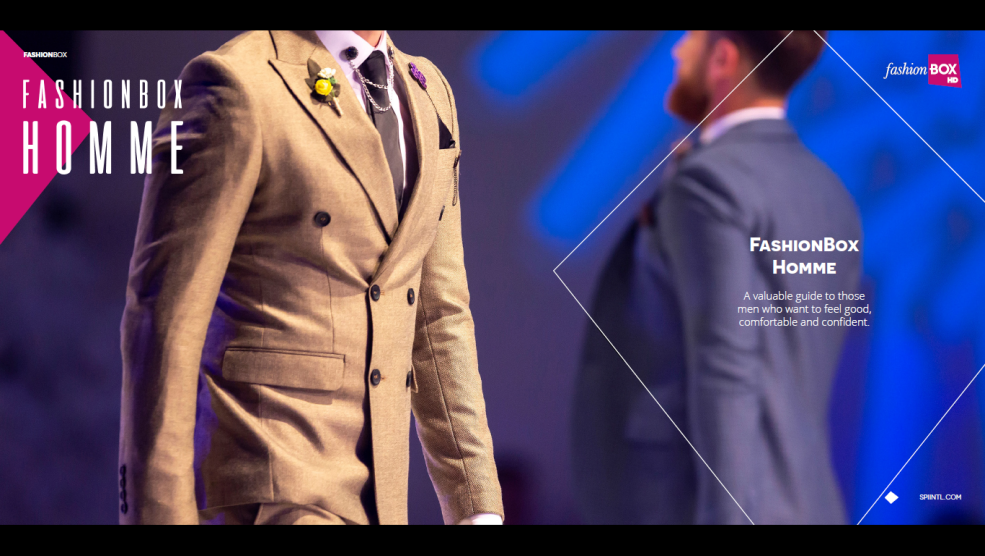 FASHIONBOX
FASHIONBOX
HOMME
fashion BOX
HD
FASHIONBOX
HOMME
A valuable guide to those
men who want to feel good,
comfortable and confident.
SPIINTL.COM